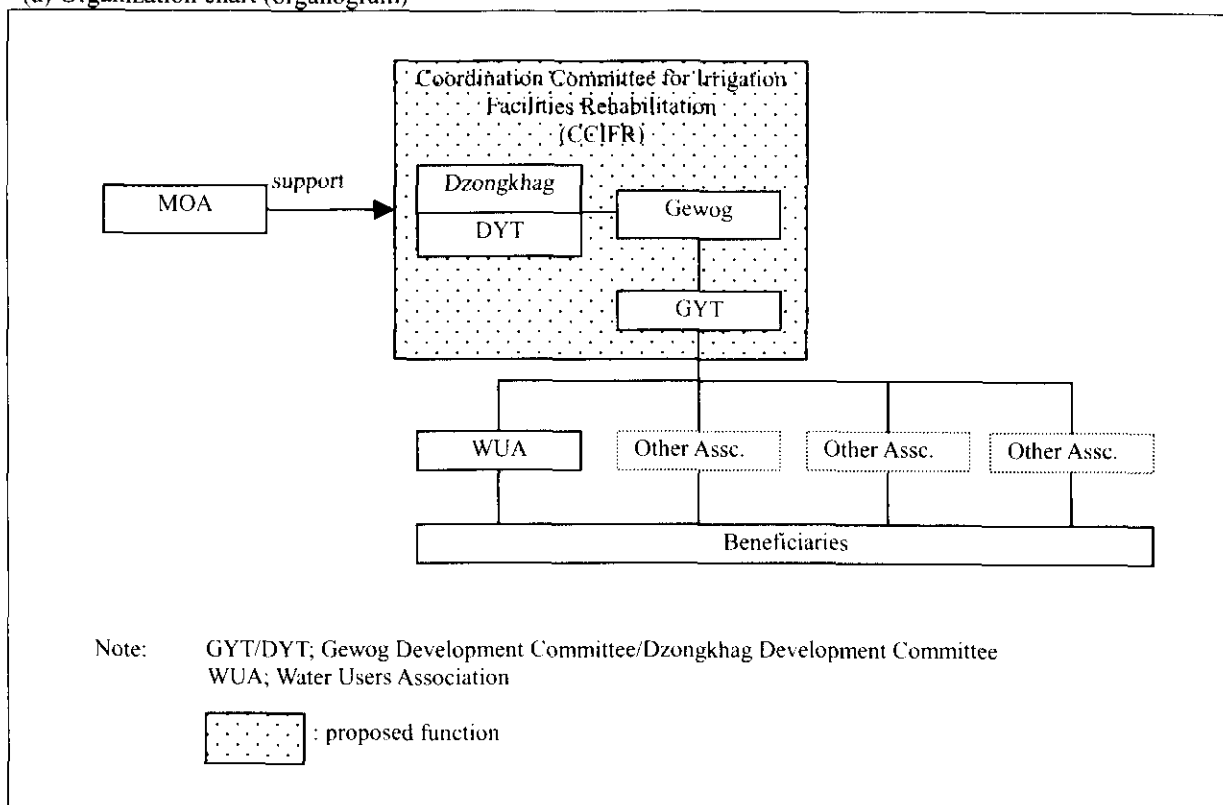 (a) Organization chart (organogram)
Coordination Committee for Irrigation
Facilities Rehabilitation
(CCIFR)
MOA
support
Dzongkhag
DYT
Gewog
GYT
WUA
Other Assc.
Other Assc.
Other Assc.
Beneficiaries
Note: GYT/DYT; Gewog Development Committee/Dzongkhag Development Committee
WUA; Water Users Association
: proposed function